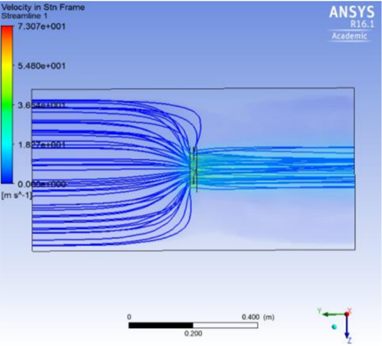 Velocity in Stn Frame
Streamline 1
7.307e+001
5.480e+001
3.654e+001
1.827e+001
0.000e+000
[m s^-1]
ANSYS
R16.1
Academic
0
0.400 (m)
0.200
Y
X
Z